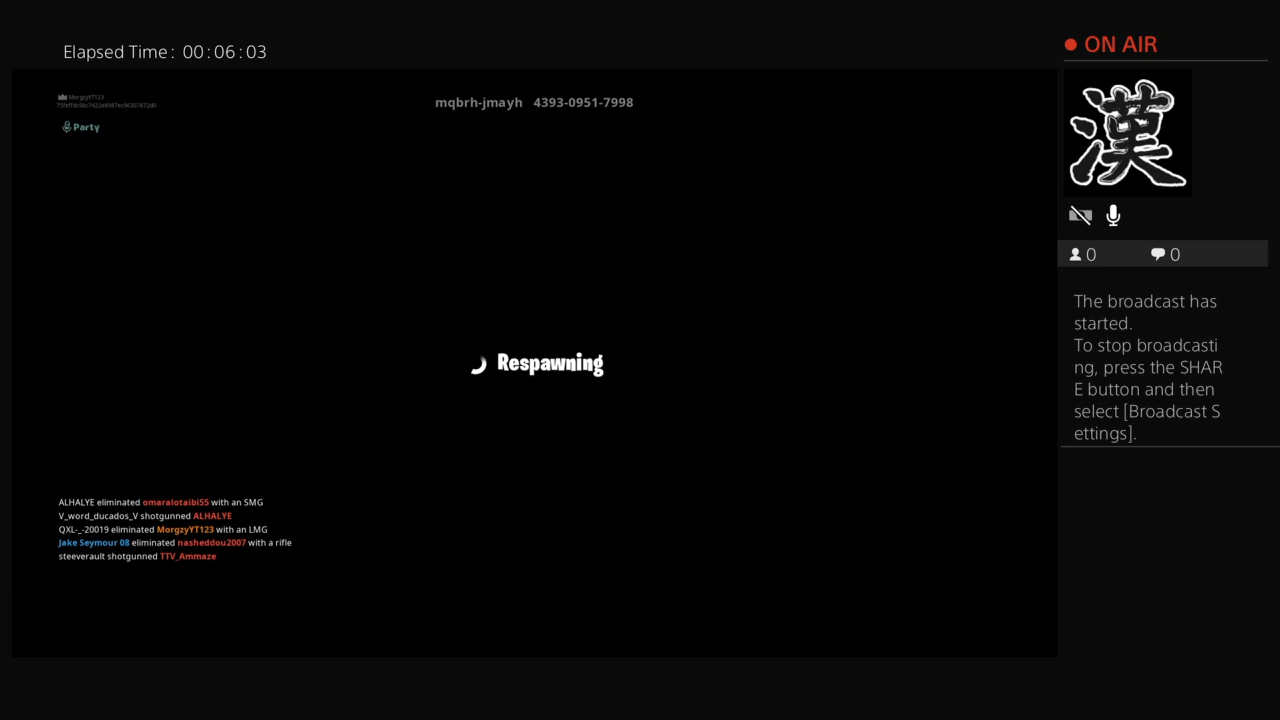 Elapsed Time: 00:06:03
ON AIR
MorgzyYT123
mqbrh-jmayh 4393-0951-7998
Party
漢
0 0
The broadcast has
started.
To stop broadcasti
ng, press the SHAR
E button and then
select [Broadcast S
ettings].
Respawning
ALHALYE eliminated omaralotaibi55 with an SMG
V_word_ducados_V shotgunned ALHALYE
QXL-_-20019 eliminated MorgzyYT123 with an LMG
Jake Seymour 08 eliminated nasheddou2007 with a rifle
steeverault shotgunned TTV_Ammaze